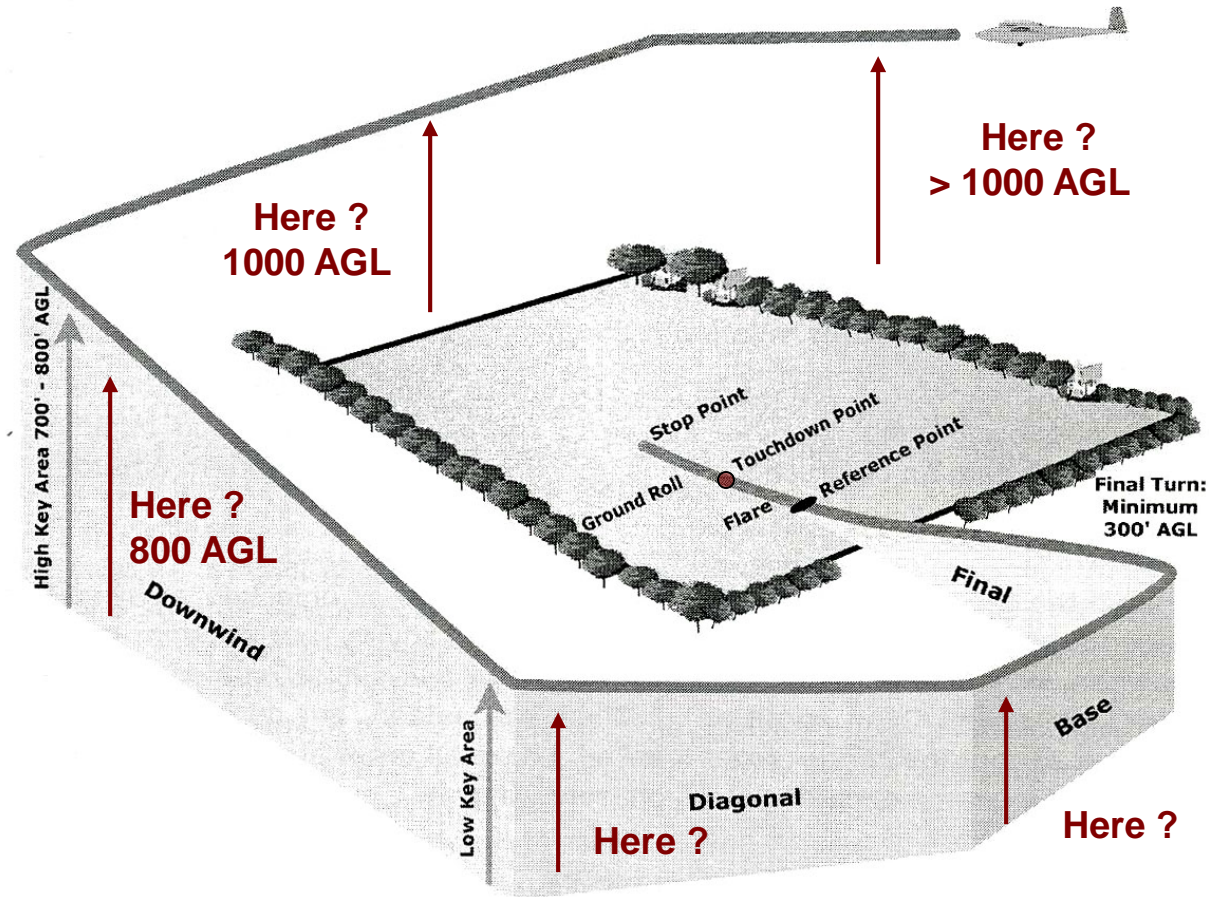 Here ?
> 1000 AGL
Here ?
1000 AGL
High Key Area 700' - 800' AGL
Here ?
800 AGL
Downwind
Stop Point
Touchdown Point
Reference Point
Ground Roll
Flare
Final Turn:
Minimum
300' AGL
Final
Base
Low Key Area
Diagonal
Here ?
Here ?